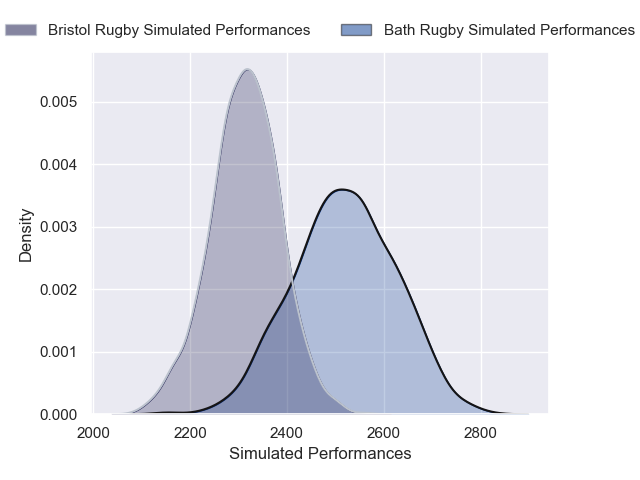 Bristol Rugby Simulated Performances
Bath Rugby Simulated Performances
0.005
0.004
0.003
0.002
0.001
0.000
Density
2000 2200 2400 2600 2800
Simulated Performances